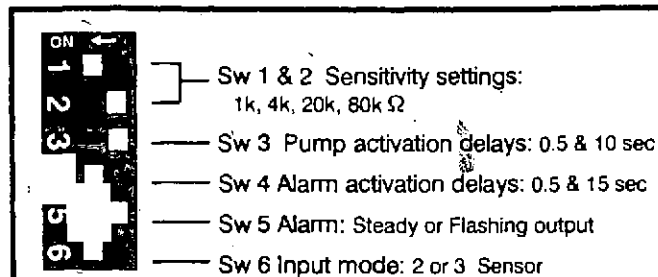 ON ←
1
2
3
5
6
Sw 1 & 2 Sensitivity settings:
1k, 4k, 20k, 80k Ω
Sw 3 Pump activation delays: 0.5 & 10 sec
Sw 4 Alarm activation delays: 0.5 & 15 sec
Sw 5 Alarm: Steady or Flashing output
Sw 6 Input mode: 2 or 3 Sensor